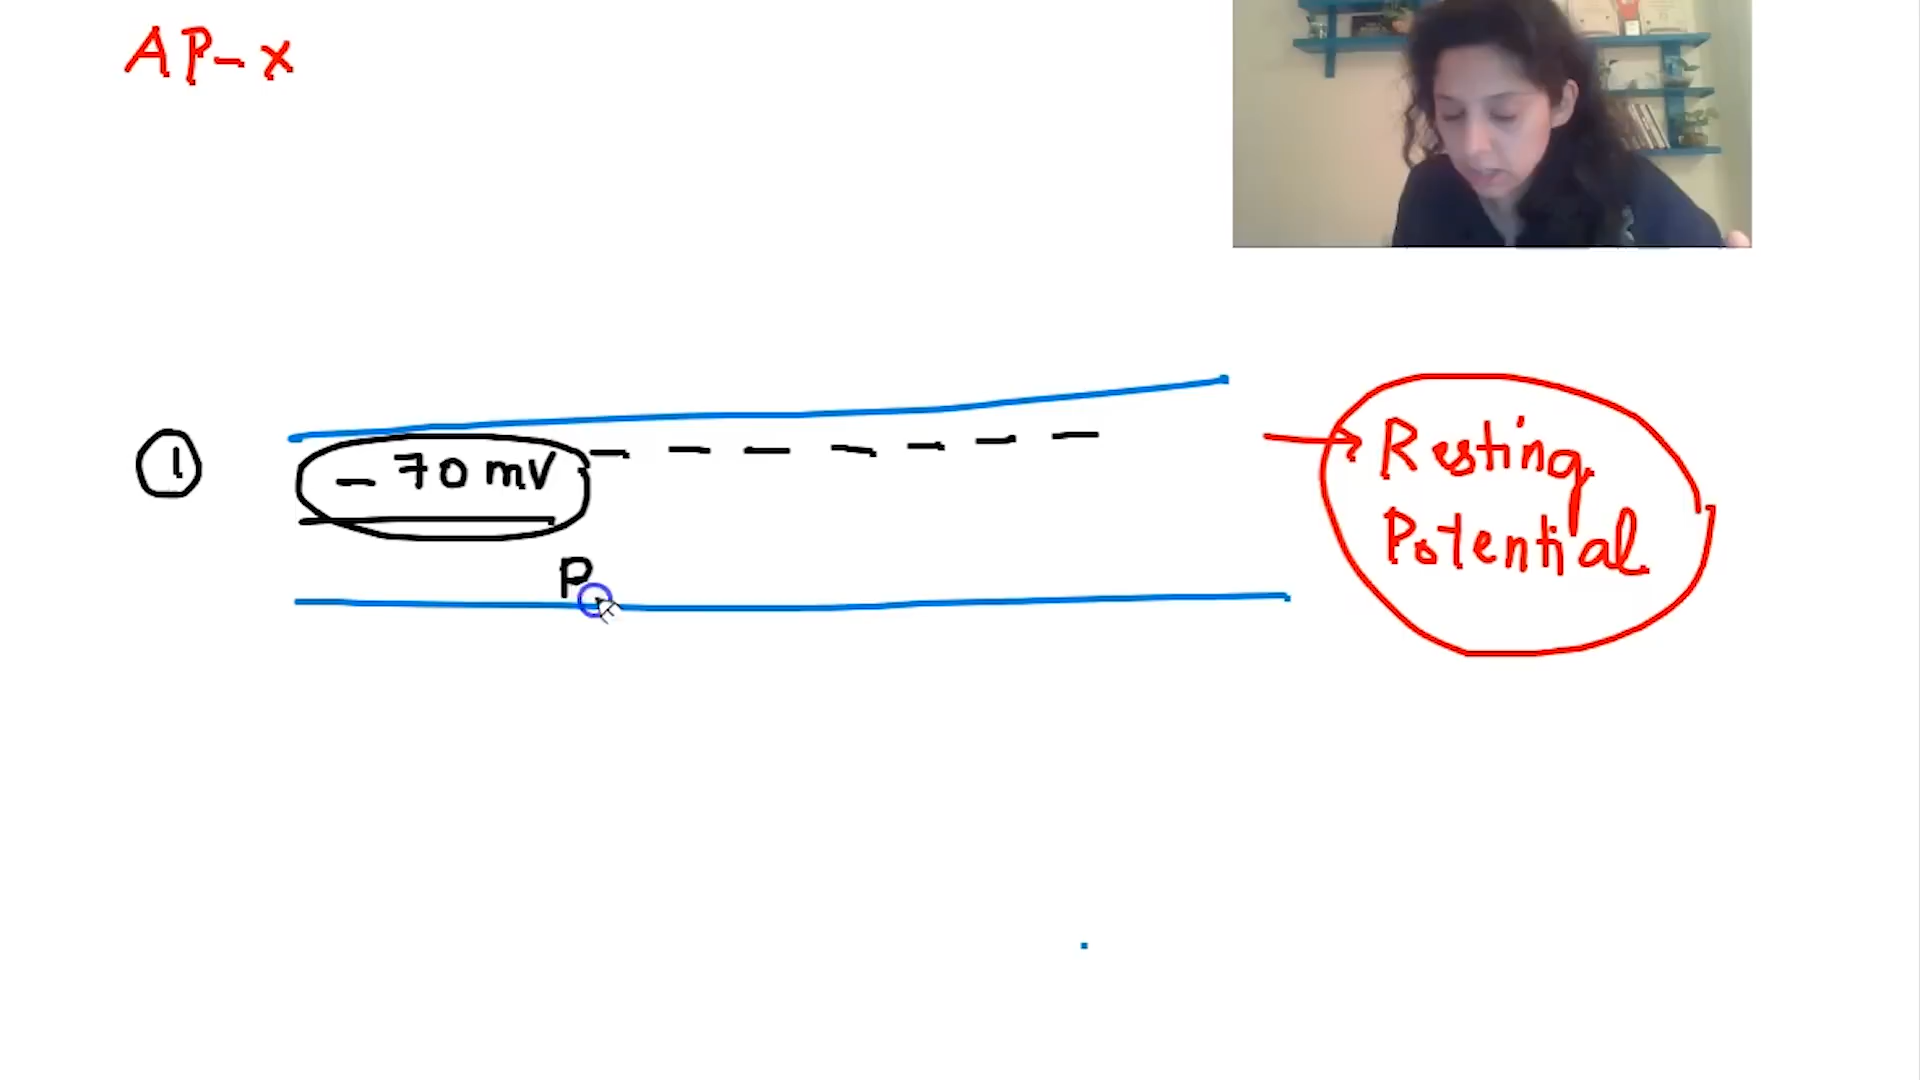 AP-x
1
- 70 mV - - - - - - -
P
Resting
Potential